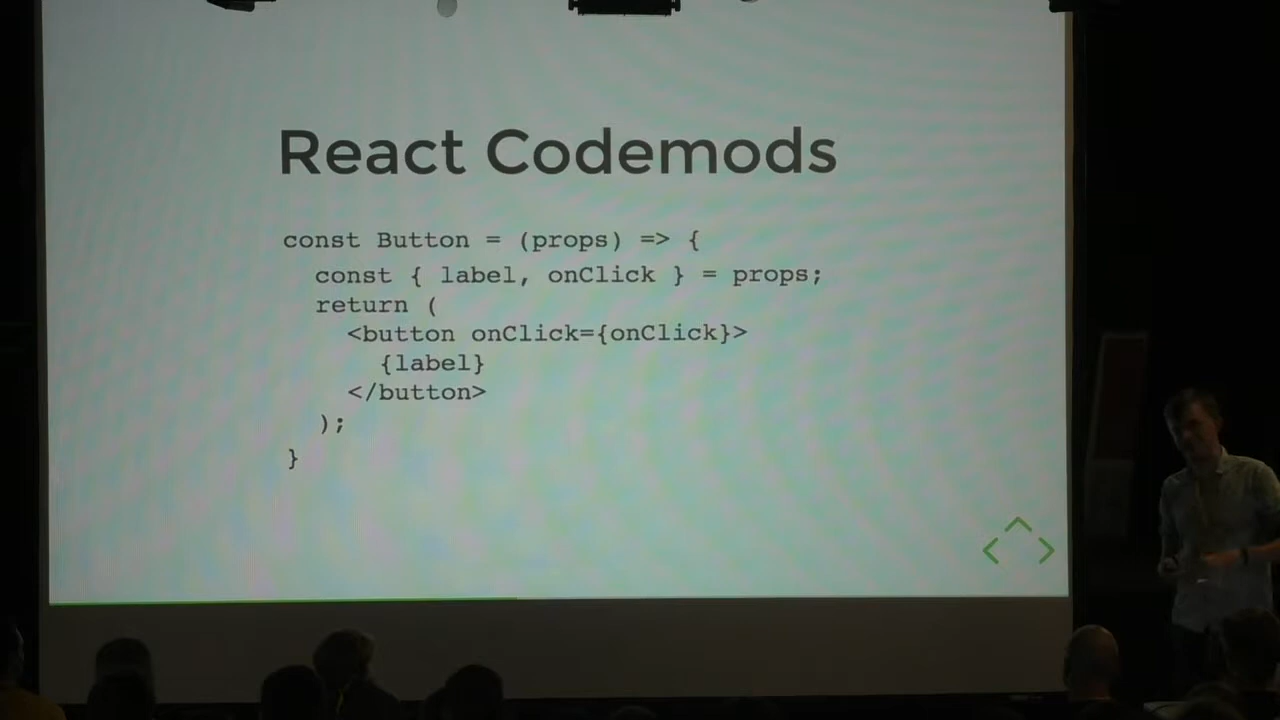 React Codemods
const Button = (props) => {
const { label, onClick } = props;
return (
<button onClick={onClick}>
{label}
</button>
);
}